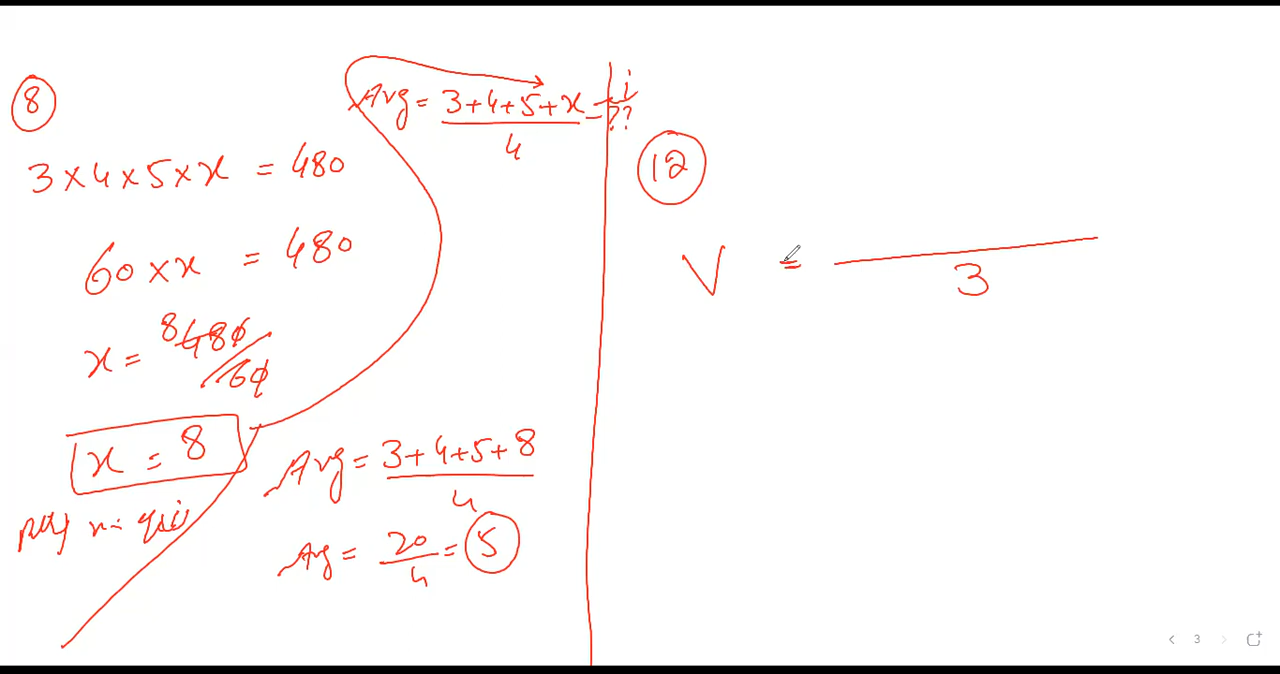 8
Avg = 3+4+5+x = ??
4
3×4×5×x = 480
60×x = 480
x = 8 480
60
x = 8
Avg = 3+4+5+8
4
Avg = 20/4 = 5
12
V =
3
3